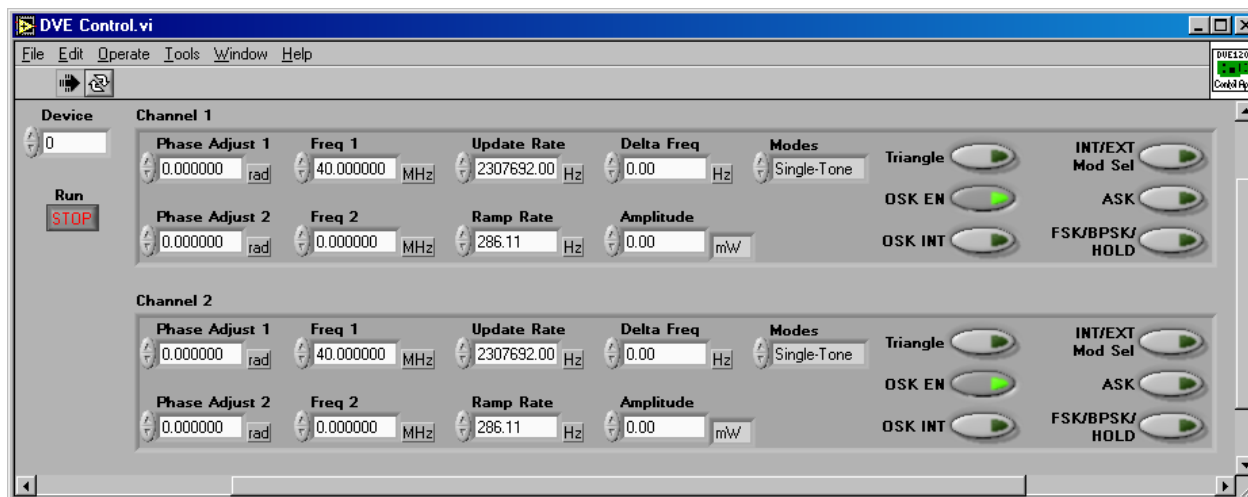 DVE Control.vi
File Edit Operate Tools Window Help
DVE120
Device
0
Run
STOP
Channel 1
Phase Adjust 1 Freq 1 Update Rate Delta Freq Modes
0.000000 rad 40.000000 MHz 2307692.00 Hz 0.00 Hz Single-Tone
Phase Adjust 2 Freq 2 Ramp Rate Amplitude
0.000000 rad 0.000000 MHz 286.11 Hz 0.00 mW
Triangle
OSK EN
OSK INT
INT/EXT
Mod Sel
ASK
FSK/BPSK/
HOLD
Channel 2
Phase Adjust 1 Freq 1 Update Rate Delta Freq Modes
0.000000 rad 40.000000 MHz 2307692.00 Hz 0.00 Hz Single-Tone
Phase Adjust 2 Freq 2 Ramp Rate Amplitude
0.000000 rad 0.000000 MHz 286.11 Hz 0.00 mW
Triangle
OSK EN
OSK INT
INT/EXT
Mod Sel
ASK
FSK/BPSK/
HOLD